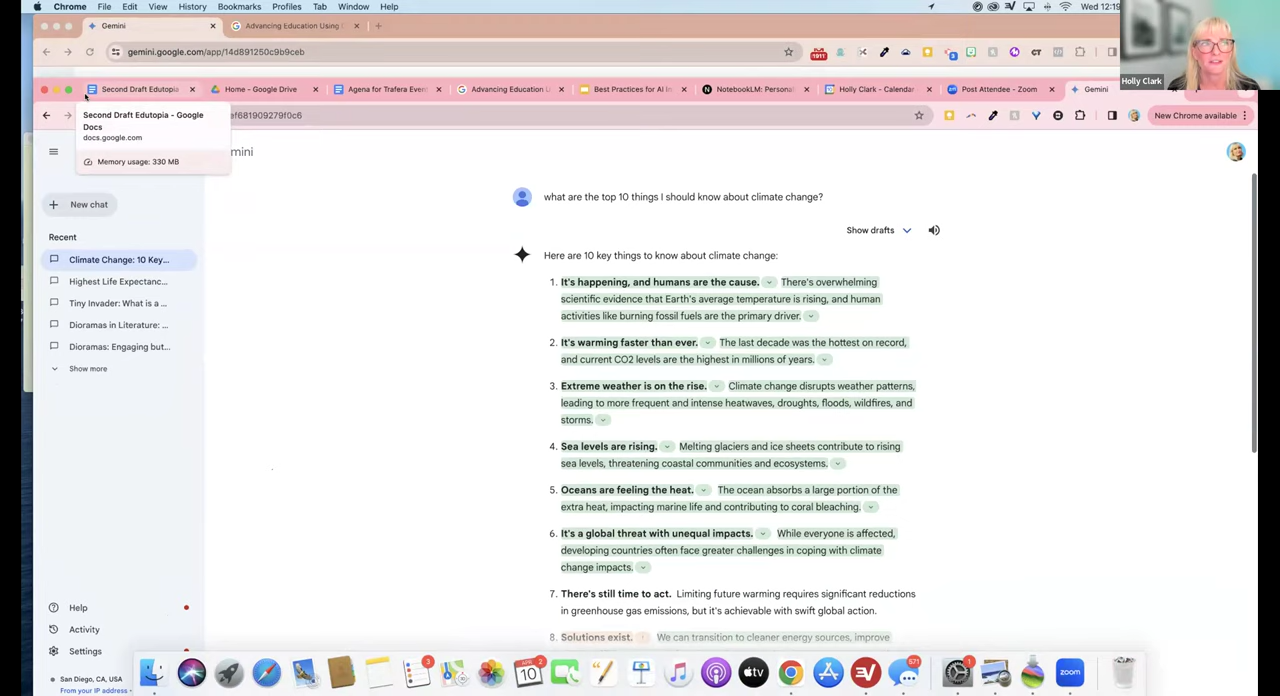 Chrome File Edit View History Bookmarks Profiles Tab Window Help
Wed 12:19
Gemini
Advancing Education Using
gemini.google.com/app/14d891250c9b9ceb
1911
CT
Holly Clark
Second Draft Edutopia
Home - Google Drive
Agena for Trafera Even
Advancing Education U
Best Practices for AI In
NotebookLM: Personal
Holly Clark - Calendar
Post Attendee - Zoom
Gemini
ef681909279f0c6
New Chrome available
Second Draft Edutopia - Google
Docs
docs.google.com
Memory usage: 330 MB
mini
New chat
Recent
Climate Change: 10 Key...
Highest Life Expectanc...
Tiny Invader: What is a ...
Dioramas in Literature: ...
Dioramas: Engaging but...
Show more
Help
Activity
Settings
San Diego, CA, USA
From your IP address
what are the top 10 things I should know about climate change?
Show drafts
Here are 10 key things to know about climate change:
1. It's happening, and humans are the cause. There's overwhelming
scientific evidence that Earth's average temperature is rising, and human
activities like burning fossil fuels are the primary driver.
2. It's warming faster than ever. The last decade was the hottest on record,
and current CO2 levels are the highest in millions of years.
3. Extreme weather is on the rise. Climate change disrupts weather patterns,
leading to more frequent and intense heatwaves, droughts, floods, wildfires, and
storms.
4. Sea levels are rising. Melting glaciers and ice sheets contribute to rising
sea levels, threatening coastal communities and ecosystems.
5. Oceans are feeling the heat. The ocean absorbs a large portion of the
extra heat, impacting marine life and contributing to coral bleaching.
6. It's a global threat with unequal impacts. While everyone is affected,
developing countries often face greater challenges in coping with climate
change impacts.
7. There's still time to act. Limiting future warming requires significant reductions
in greenhouse gas emissions, but it's achievable with swift global action.
8. Solutions exist. We can transition to cleaner energy sources, improve
3
APR 2
10
tv
571
1
zoom